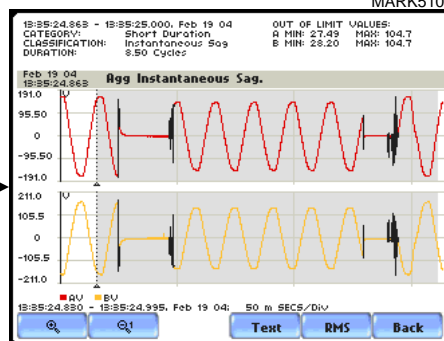 MARK510
13:35:24.863 - 13:35:25.000, Feb 19 04
OUT OF LIMIT VALUES:
CATEGORY: Short Duration
A MIN: 27.49 MAX: 104.7
CLASSIFICATION: Instantaneous Sag
B MIN: 28.20 MAX: 104.7
DURATION: 8.50 Cycles
Feb 19 04
13:35:24.863
Agg Instantaneous Sag.
191.0
V
95.50
0
-95.50
-191.0
211.0
V
105.5
0
-105.5
-211.0
AV BV
13:35:24.830 - 13:35:24.995, Feb 19 04: 50 m SECS/Div
1
Text
RMS
Back